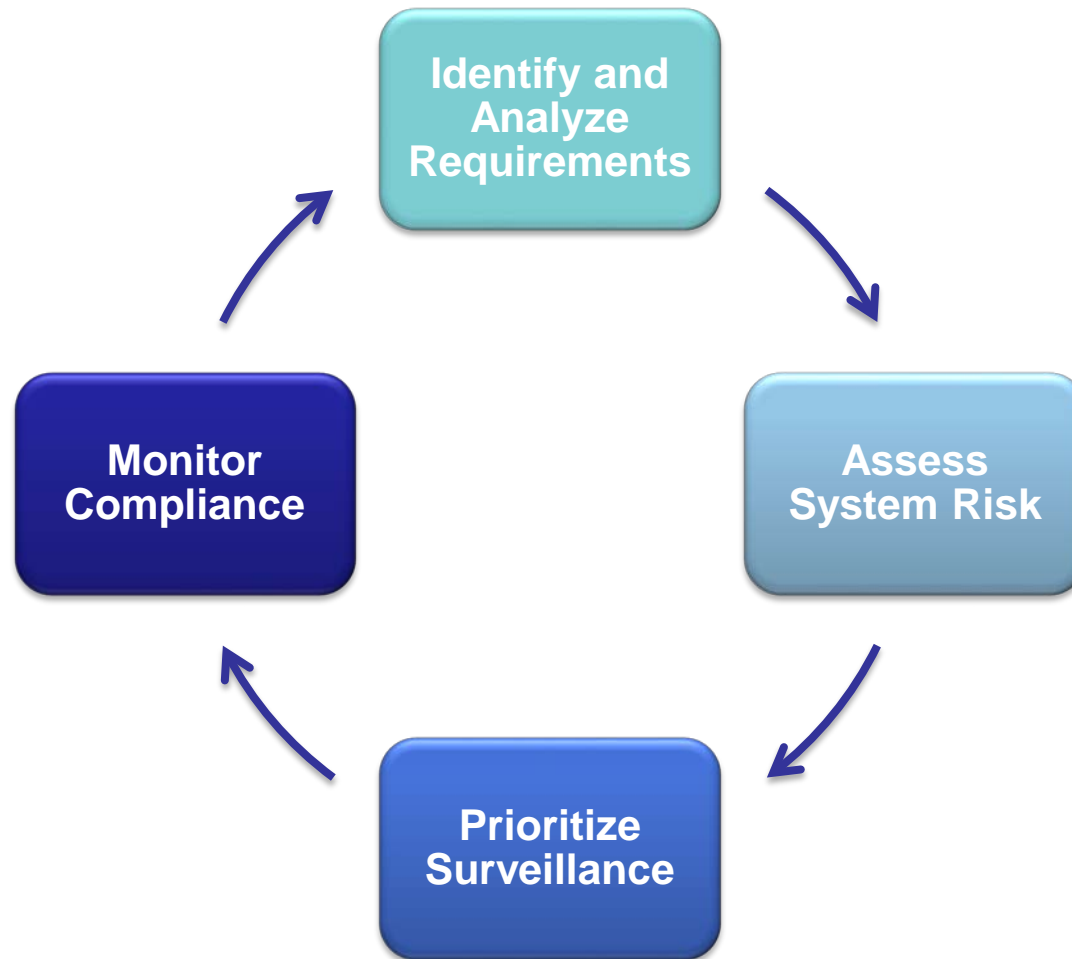 Identify and
Analyze
Requirements
Assess
System Risk
Prioritize
Surveillance
Monitor
Compliance